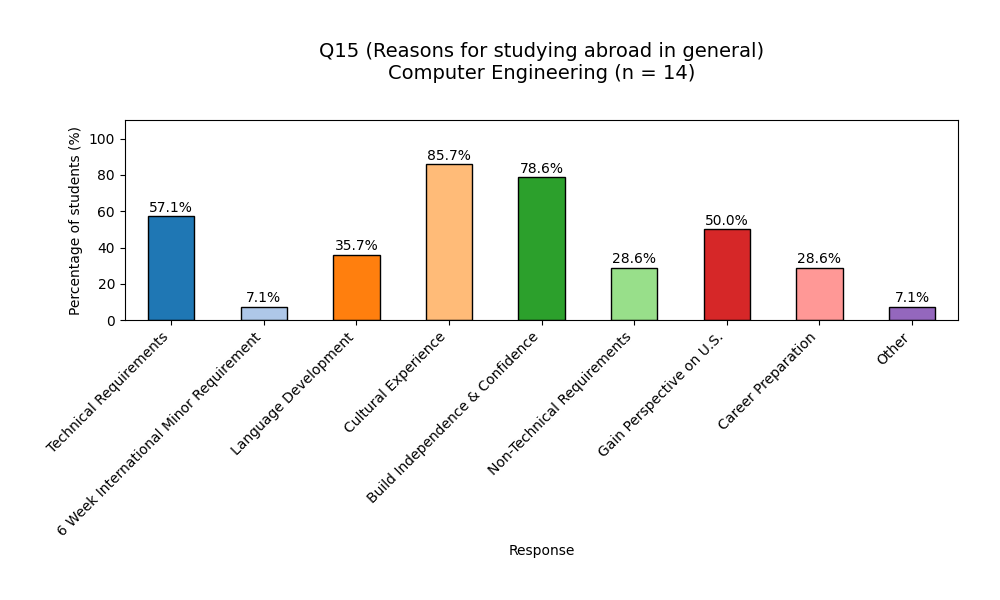 Q15 (Reasons for studying abroad in general)
Computer Engineering (n = 14)
Percentage of students (%)
100
80
60
40
20
0
57.1%
7.1%
35.7%
85.7%
78.6%
28.6%
50.0%
28.6%
7.1%
Technical Requirements
6 Week International Minor Requirement
Language Development
Cultural Experience
Build Independence & Confidence
Non-Technical Requirements
Gain Perspective on U.S.
Career Preparation
Other
Response